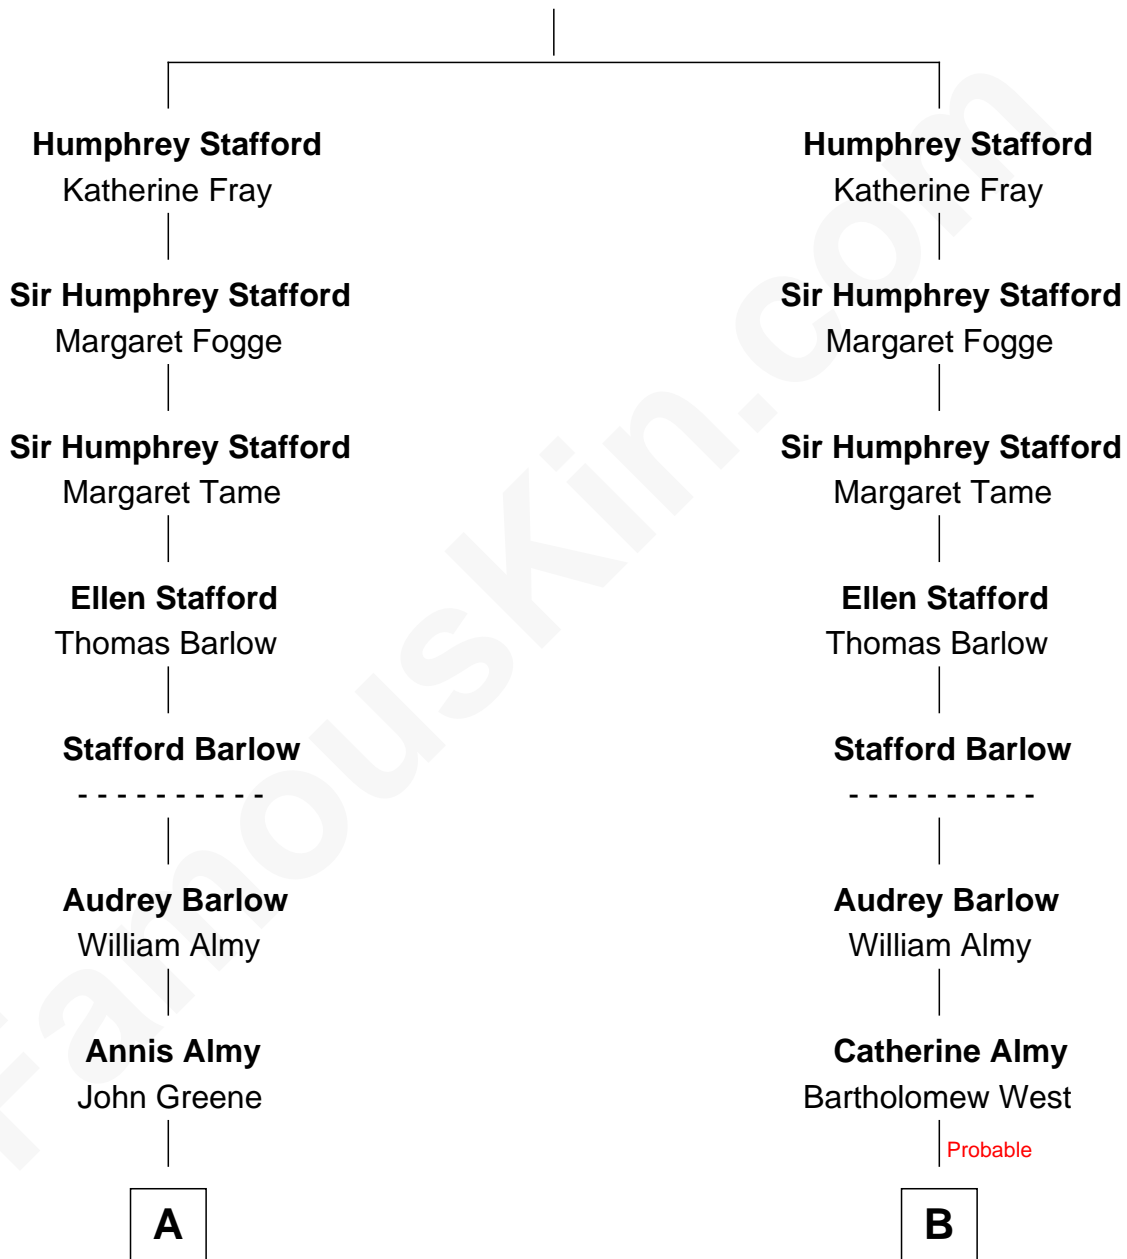 Humphrey Stafford
Katherine Fray
Sir Humphrey Stafford
Margaret Fogge
Sir Humphrey Stafford
Margaret Tame
Ellen Stafford
Thomas Barlow
Stafford Barlow
- - - - - - - - - -
Audrey Barlow
William Almy
Annis Almy
John Greene
A
Humphrey Stafford
Katherine Fray
Sir Humphrey Stafford
Margaret Fogge
Sir Humphrey Stafford
Margaret Tame
Ellen Stafford
Thomas Barlow
Stafford Barlow
- - - - - - - - - -
Audrey Barlow
William Almy
Catherine Almy
Bartholomew West
Probable
B
FamousKin.com